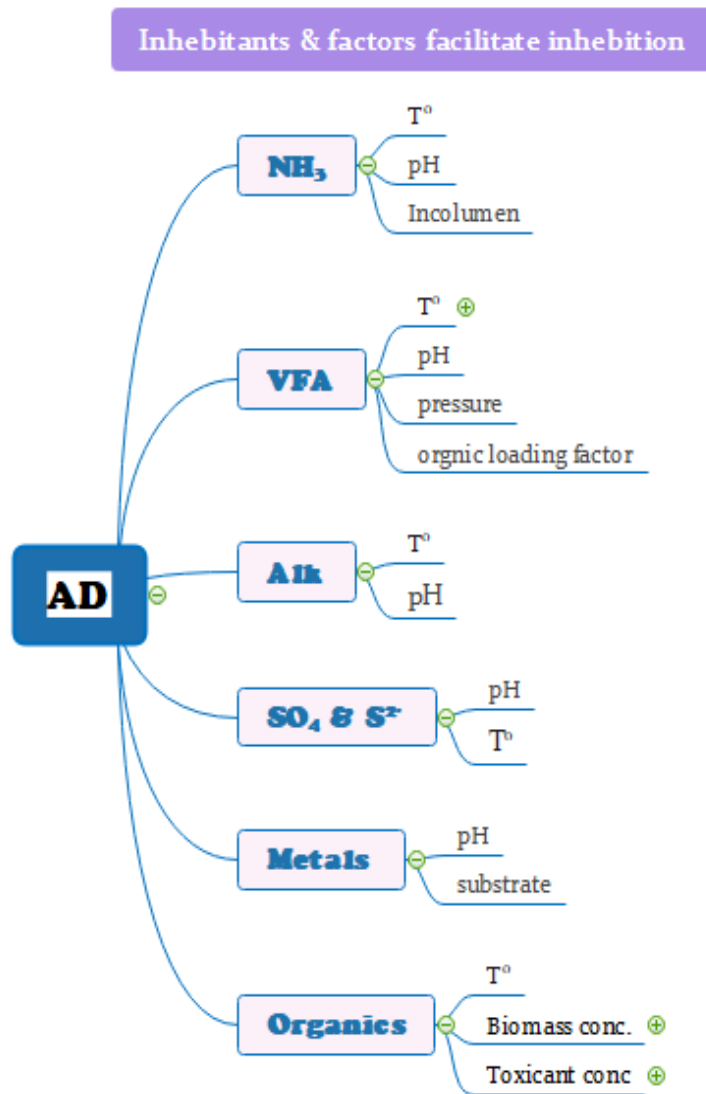 Inhebitants & factors facilitate inhebition
T°
NH₃
pH
Incolumen
T°
VFA
pH
pressure
orgnic loading factor
T°
Alk
pH
AD
SO₄ & S²⁻
pH
T°
Metals
pH
substrate
T°
Organics
Biomass conc.
Toxicant conc